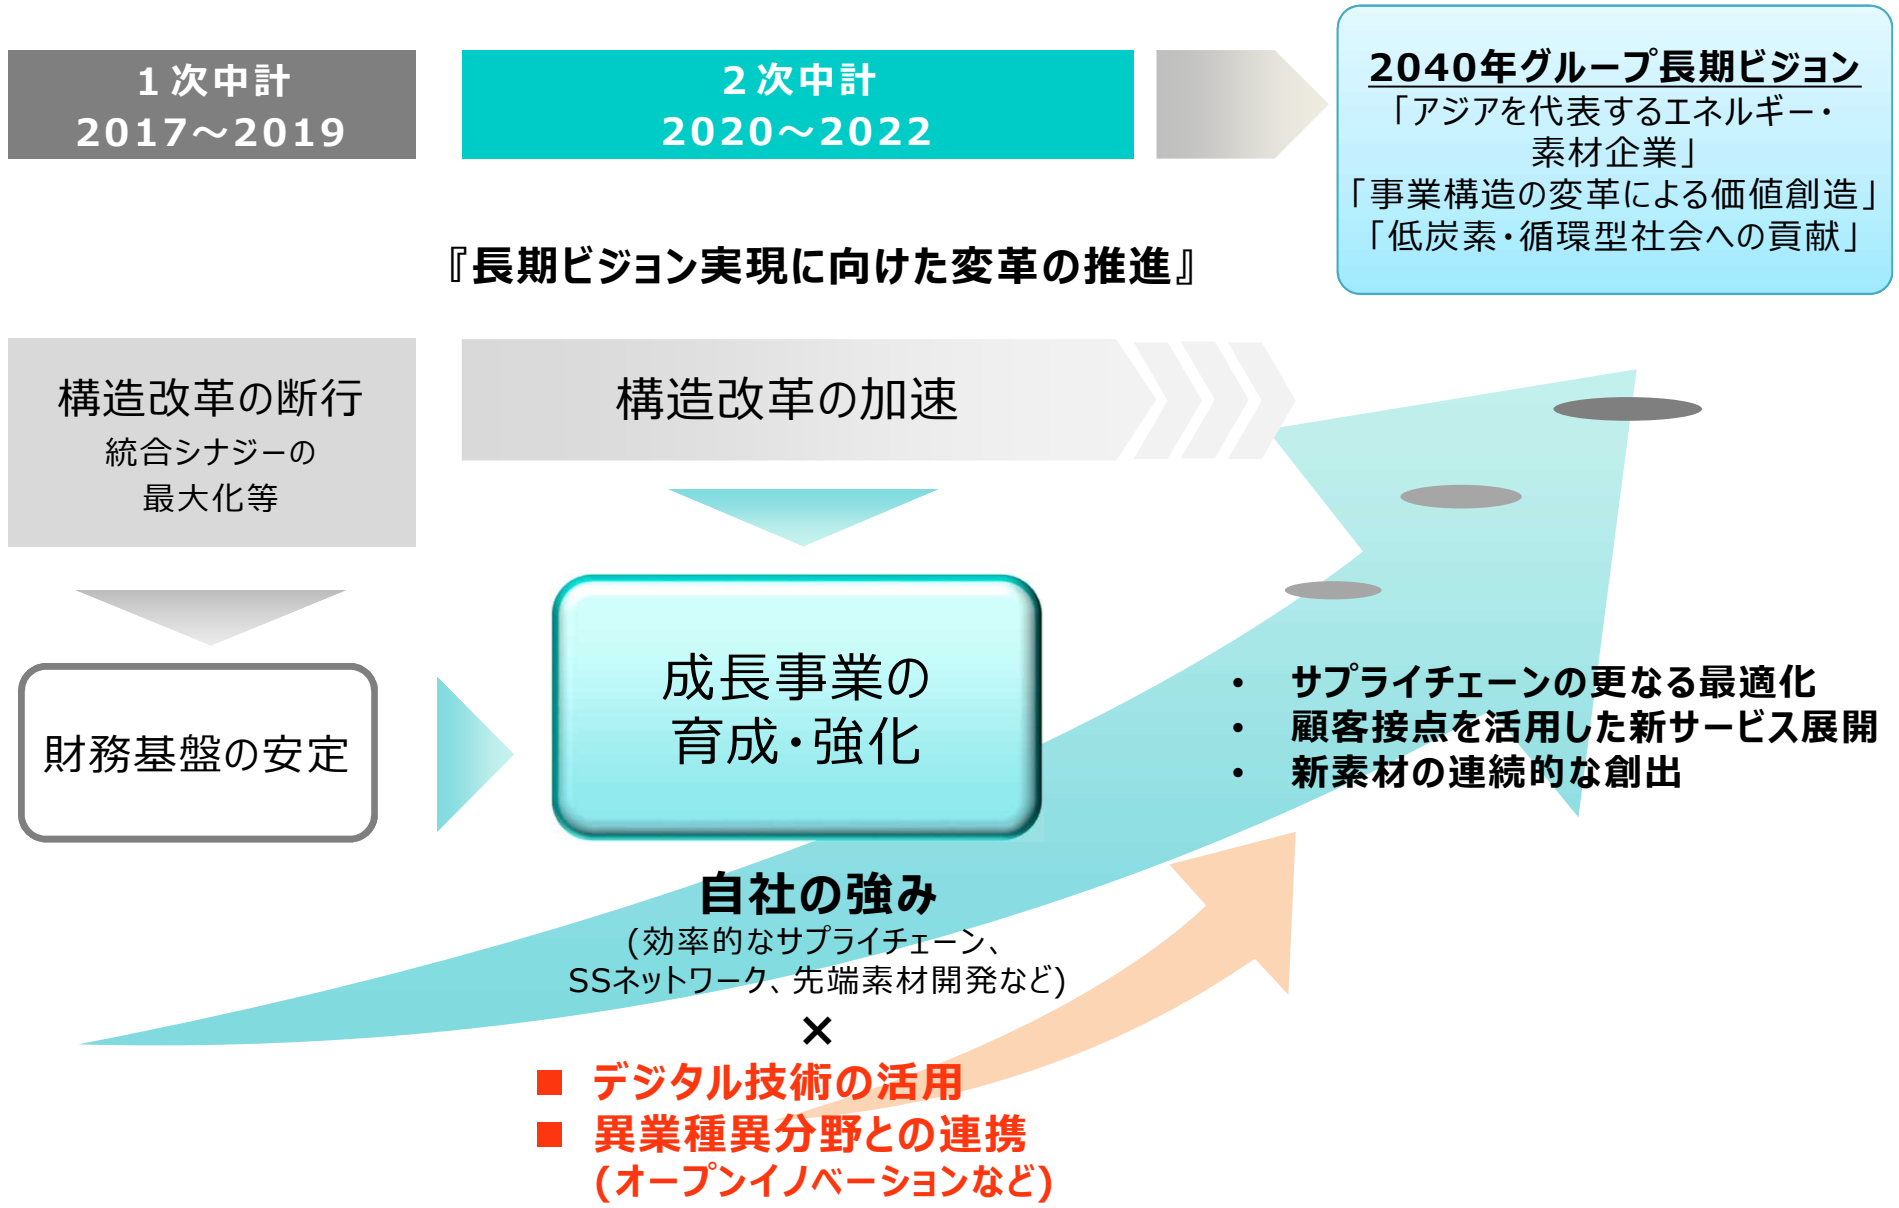 1次中計
2017～2019
2次中計
2020～2022
2040年グループ長期ビジョン
「アジアを代表するエネルギー・
素材企業」
「事業構造の変革による価値創造」
「低炭素・循環型社会への貢献」
『長期ビジョン実現に向けた変革の推進』
構造改革の断行
統合シナジーの
最大化等
構造改革の加速
財務基盤の安定
成長事業の
育成・強化
• サプライチェーンの更なる最適化
• 顧客接点を活用した新サービス展開
• 新素材の連続的な創出
自社の強み
(効率的なサプライチェーン、
SSネットワーク、先端素材開発など)
×
■ デジタル技術の活用
■ 異業種異分野との連携
(オープンイノベーションなど)